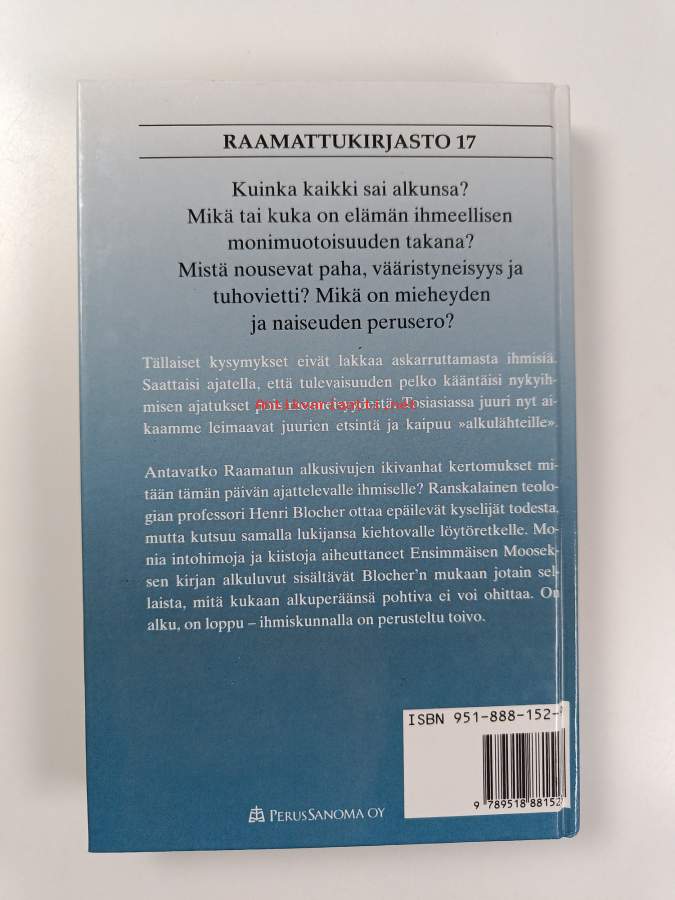 RAAMATTUKIRJASTO 17
Kuinka kaikki sai alkunsa?
Mikä tai kuka on elämän ihmeellisen
monimuotoisuuden takana?
Mistä nousevat paha, vääristyneisyys ja
tuhovietti? Mikä on mieheyden
ja naiseuden perusero?
Tällaiset kysymykset eivät lakkaa askarruttamasta ihmisiä.
Saattaisi ajatella, että tulevaisuuden pelko kääntäisi nykyih-
misen ajatukset pois menneisyydestä. Tosiasiassa juuri nyt ai-
kaamme leimaavat juurien etsintä ja kaipuu »alkulähteille».
Antavatko Raamatun alkusivujen ikivanhat kertomukset mi-
tään tämän päivän ajattelevalle ihmiselle? Ranskalainen teolo-
gian professori Henri Blocher ottaa epäilevät kyselijät todesta,
mutta kutsuu samalla lukijansa kiehtovalle löytöretkelle. Mo-
nia intohimoja ja kiistoja aiheuttaneet Ensimmäisen Moosek-
sen kirjan alkuluvut sisältävät Blocher'n mukaan jotain sel-
laista, mitä kukaan alkuperäänsä pohtiva ei voi ohittaa. On
alku, on loppu – ihmiskunnalla on perusteltu toivo.
ISBN 951-888-152-
9 789518 88152
PERUSSANOMA OY